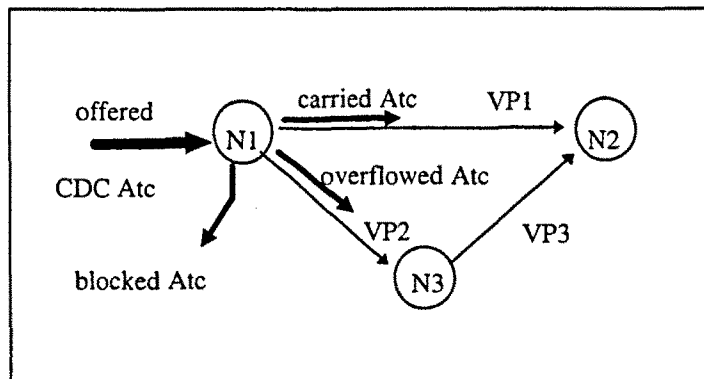 carried Atc
VP1
offered
N1
N2
CDC Atc
overflowed Atc
VP2
VP3
blocked Atc
N3